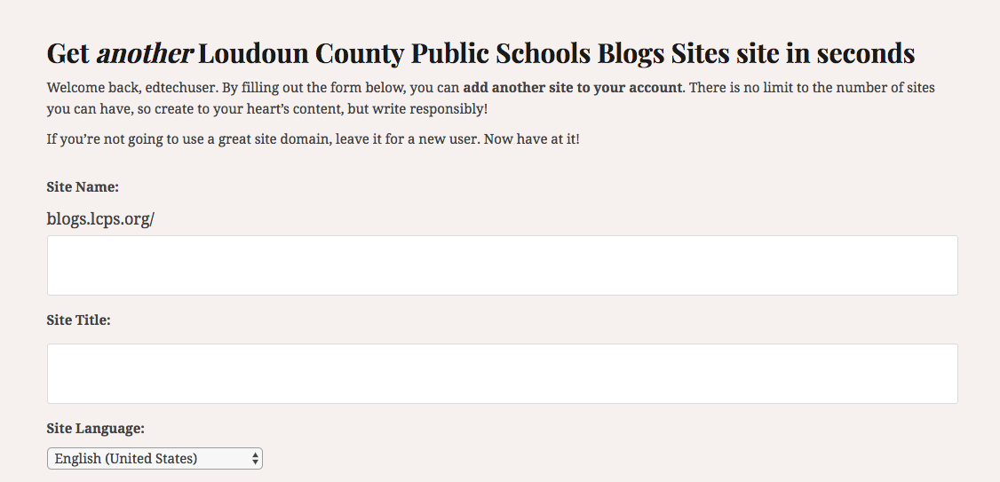 Get another Loudoun County Public Schools Blogs Sites site in seconds
Welcome back, edtechuser. By filling out the form below, you can add another site to your account. There is no limit to the number of sites
you can have, so create to your heart’s content, but write responsibly!
If you’re not going to use a great site domain, leave it for a new user. Now have at it!
Site Name:
blogs.lcps.org/
Site Title:
Site Language:
English (United States)